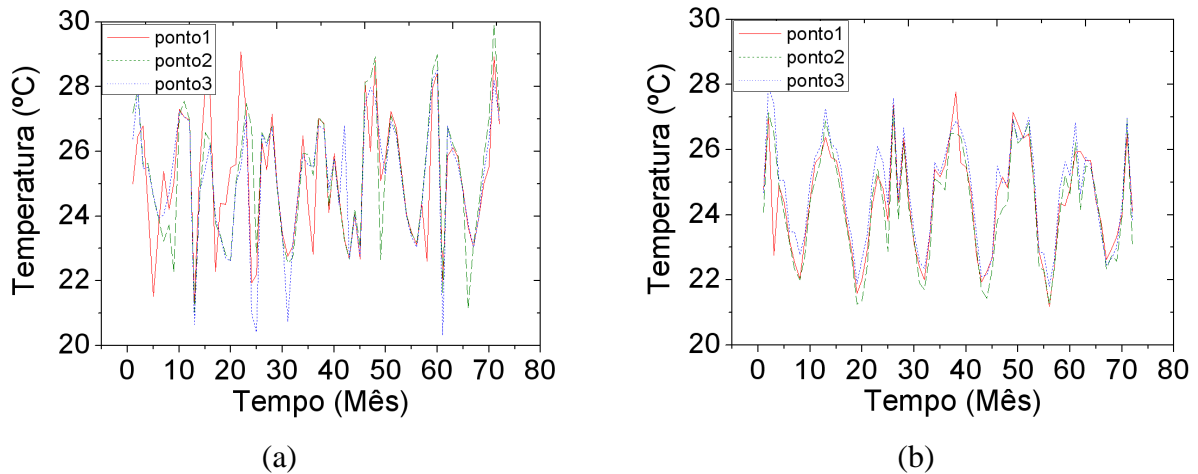 30
28
26
24
22
20
Temperatura (ºC)
ponto1
ponto2
ponto3
0 10 20 30 40 50 60 70 80
Tempo (Mês)
(a)
30
28
26
24
22
20
Temperatura (ºC)
ponto1
ponto2
ponto3
0 10 20 30 40 50 60 70 80
Tempo (Mês)
(b)